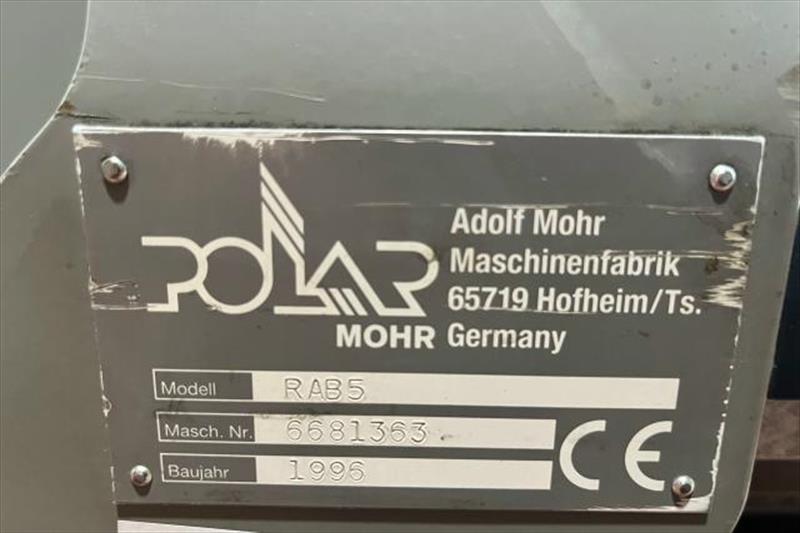 POLAR
MOHR
Adolf Mohr
Maschinenfabrik
65719 Hofheim/Ts.
Germany
Modell RAB5
Masch. Nr. 6681363
Baujahr 1996
CE